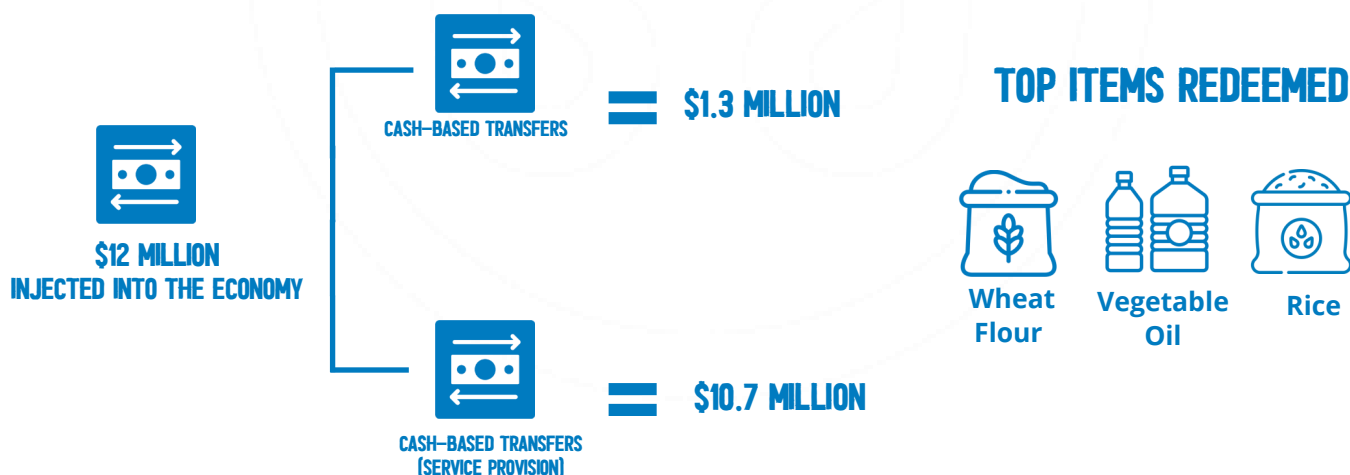 $12 MILLION
INJECTED INTO THE ECONOMY
CASH-BASED TRANSFERS
$1.3 MILLION
CASH-BASED TRANSFERS
(SERVICE PROVISION)
$10.7 MILLION
TOP ITEMS REDEEMED
Wheat
Flour
Vegetable
Oil
Rice